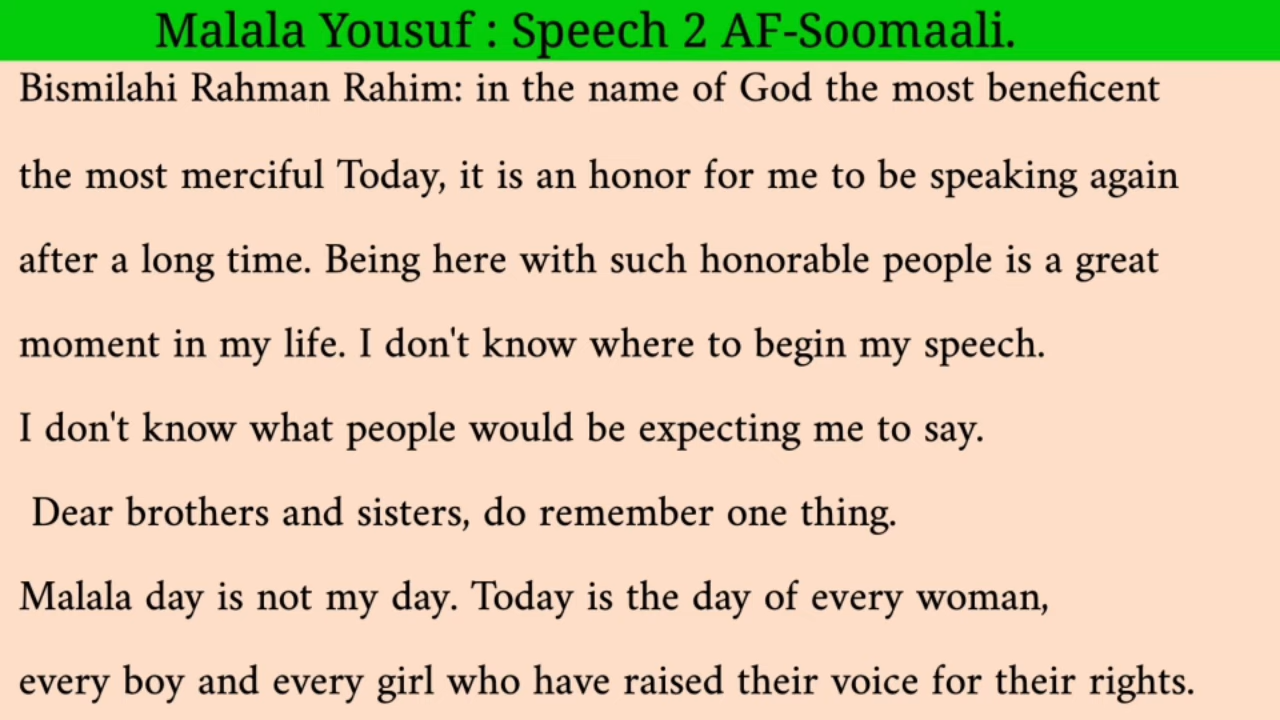 Malala Yousuf : Speech 2 AF-Soomaali.
Bismilahi Rahman Rahim: in the name of God the most beneficent
the most merciful Today, it is an honor for me to be speaking again
after a long time. Being here with such honorable people is a great
moment in my life. I don't know where to begin my speech.
I don't know what people would be expecting me to say.
Dear brothers and sisters, do remember one thing.
Malala day is not my day. Today is the day of every woman,
every boy and every girl who have raised their voice for their rights.